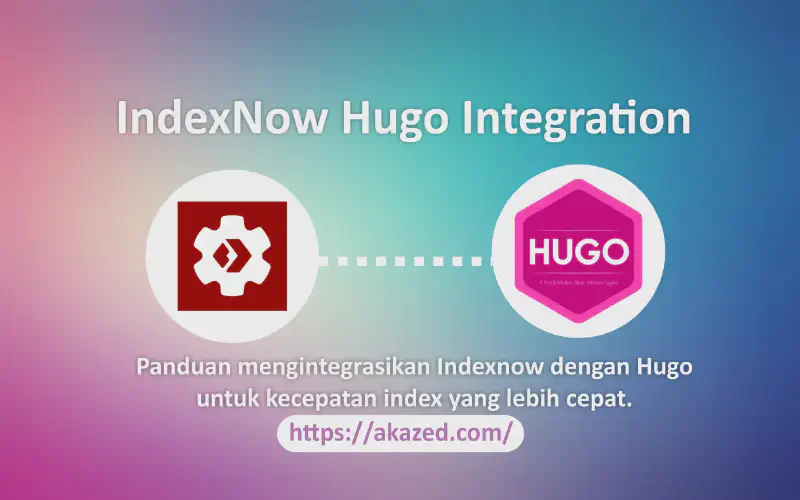 IndexNow Hugo Integration
HUGO
Panduan mengintegrasikan Indexnow dengan Hugo
untuk kecepatan index yang lebih cepat.
https://akazed.com/